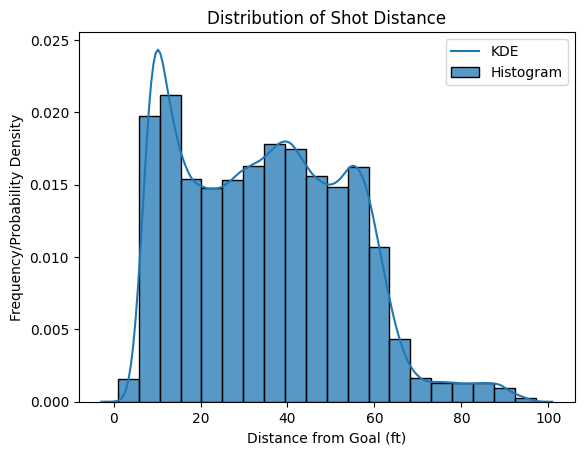 Distribution of Shot Distance
KDE
Histogram
Frequency/Probability Density
0.025
0.020
0.015
0.010
0.005
0.000
0
20
40
60
80
100
Distance from Goal (ft)